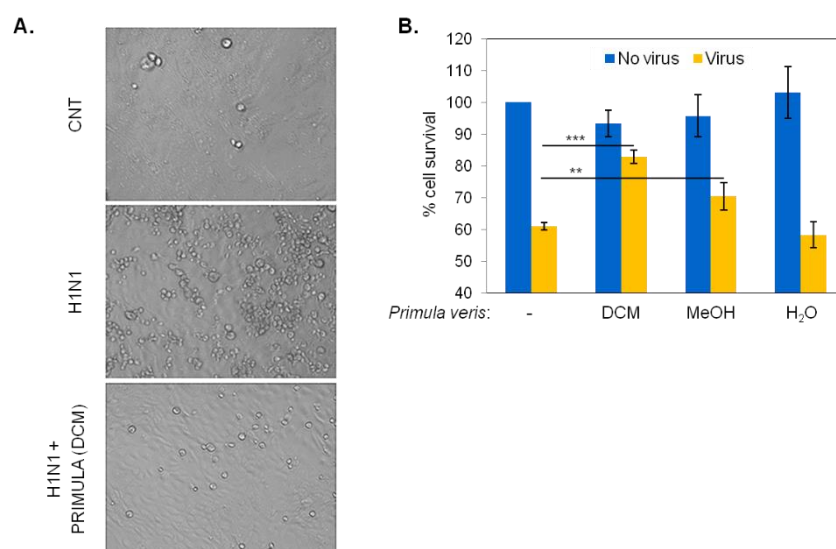 A.
CNT
H1N1
H1N1 +
PRIMULA (DCM)
B.
120
110
100
90
80
70
60
50
40
% cell survival
No virus Virus
***
**
Primula veris: - DCM MeOH H₂O